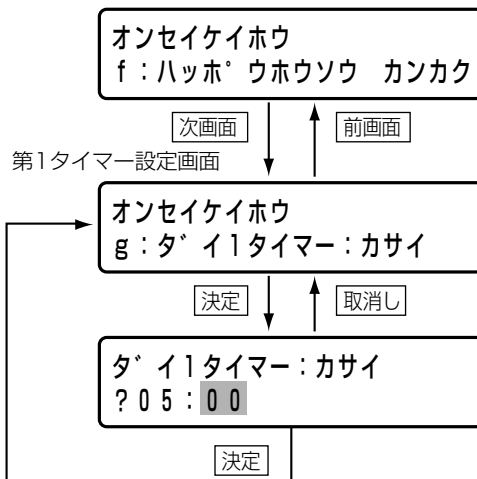 オンセイケイホウ
f：ハッホ゜ウホウソウ　カンカク
次画面
前画面
第1タイマー設定画面
オンセイケイホウ
g：タ゛イ1タイマー：カサイ
決定
取消し
タ゛イ1タイマー：カサイ
?05：00
決定